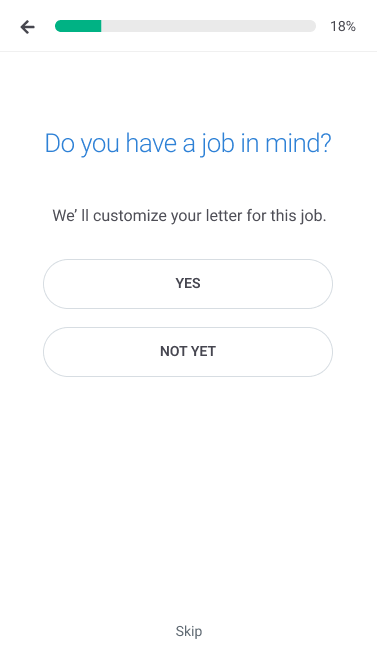 18%
Do you have a job in mind?
We’ ll customize your letter for this job.
YES
NOT YET
Skip